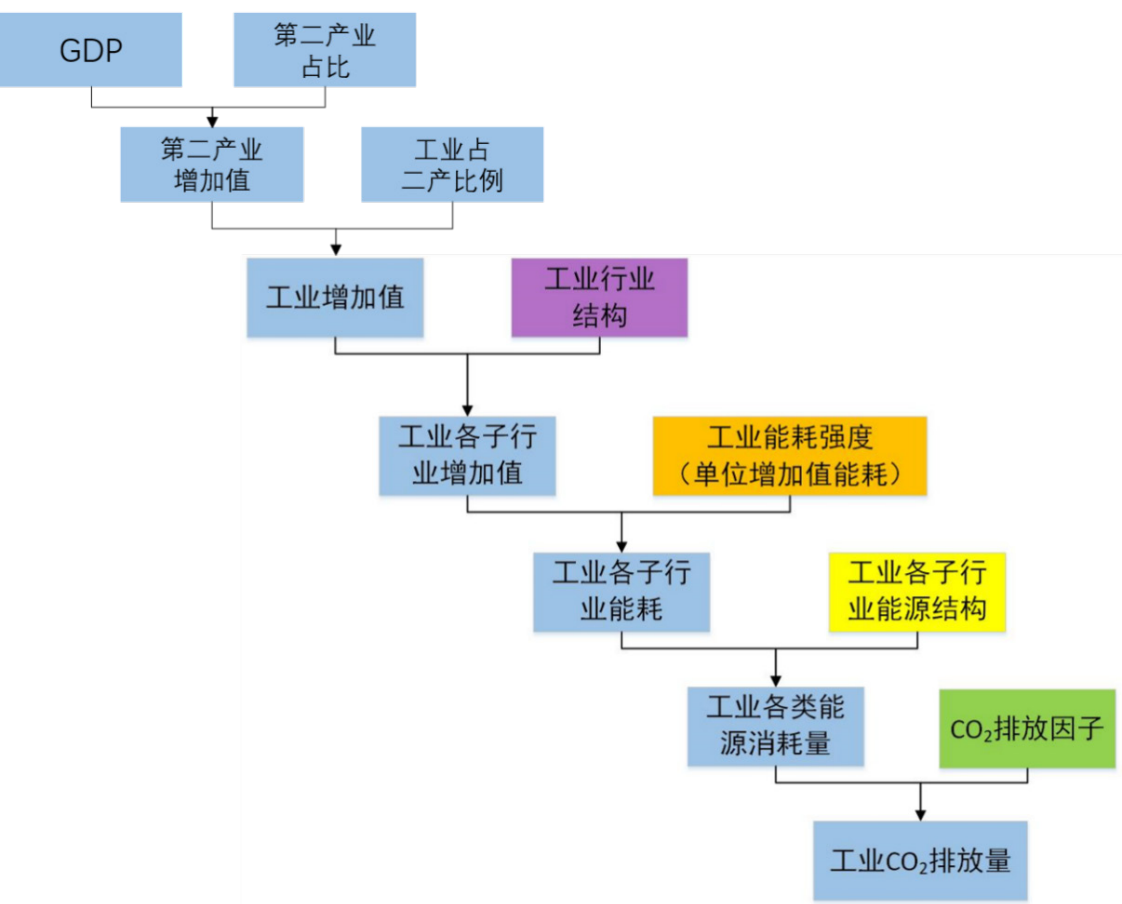 GDP
第二产业
占比
第二产业
增加值
工业占
二产比例
工业增加值
工业行业
结构
工业各子行
业增加值
工业能耗强度
（单位增加值能耗）
工业各子行
业能耗
工业各子行
业能源结构
工业各类能
源消耗量
CO₂排放因子
工业CO₂排放量